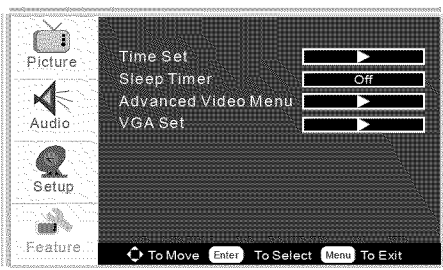 Picture
Audio
Setup
Feature
Time Set
Sleep Timer Off
Advanced Video Menu
VGA Set
To Move Enter To Select Menu To Exit